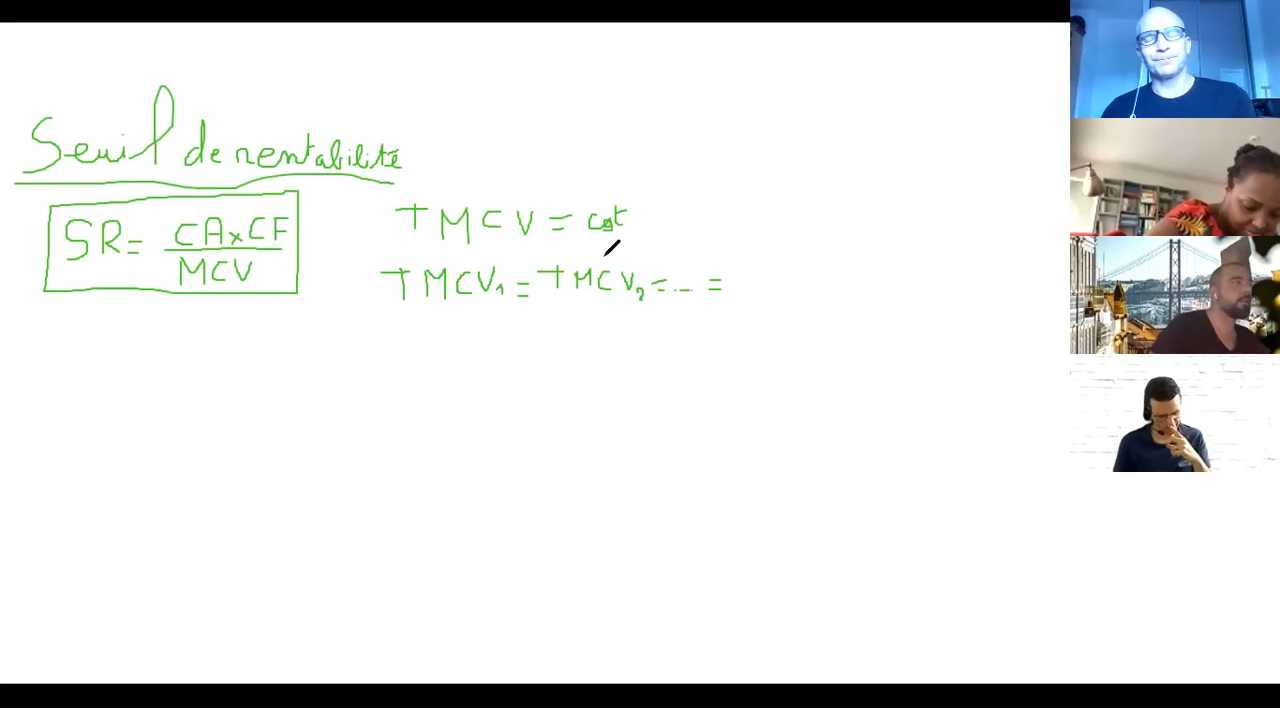 Seuil de rentabilité
SR = CA x CF / MCV
TMCV = cst
TMCV1 = TMCV2 = ... =